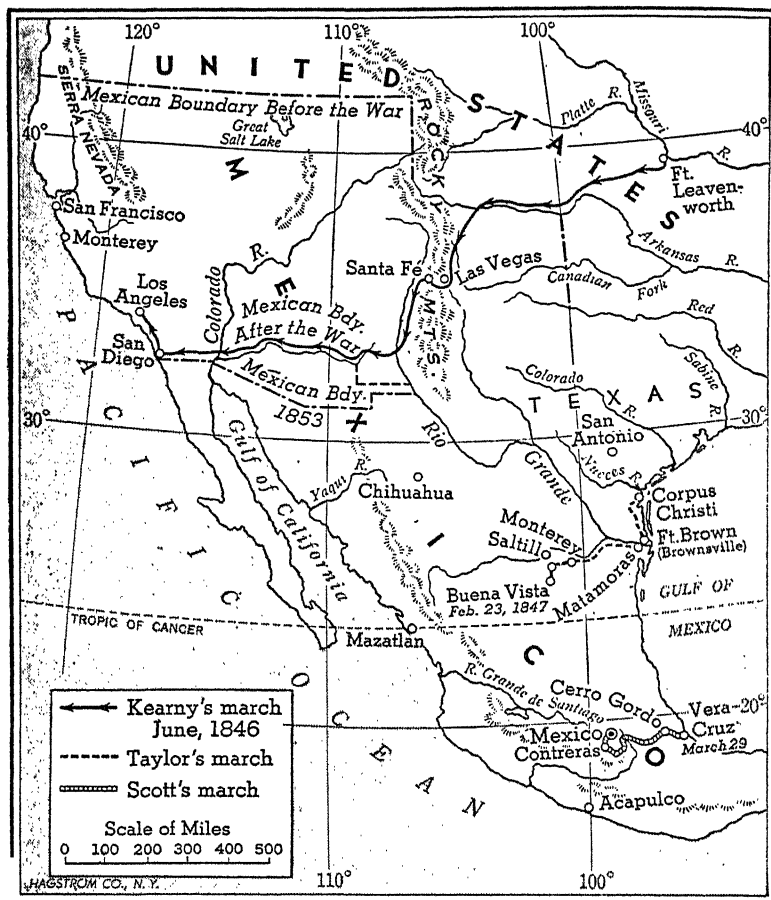 120°
110°
100°
UNITED STATES
Mexican Boundary Before the War
SIERRA NEVADA
Great
Salt Lake
ROCKY MTS.
Platte R.
Missouri
R.
40°
40°
Ft.
Leaven-
worth
San Francisco
Monterey
Los
Angeles
San
Diego
Colorado R.
Santa Fé
Las Vegas
Arkansas
R.
Canadian
Fork
Red
R.
Mexican Bdy.
After the War
Mexican Bdy.
1853
Colorado
R.
Sabine
R.
TEXAS
San
Antonio
Nueces
R.
30°
30°
Rio
Grande
Gulf of California
Yaqui R.
Chihuahua
Corpus
Christi
Monterey
Saltillo
Ft. Brown
(Brownsville)
Matamoras
Buena Vista
Feb. 23, 1847
GULF OF
MEXICO
TROPIC OF CANCER
Mazatlán
MEXICO
PACIFIC OCEAN
R. Grande de Santiago
Cerro Gordo
Vera
Cruz
March 29
20°
Mexico
Contreras
Acapulco
Kearny's march
June, 1846
Taylor's march
Scott's march
Scale of Miles
0 100 200 300 400 500
HAGSTROM CO., N.Y.
110°
100°